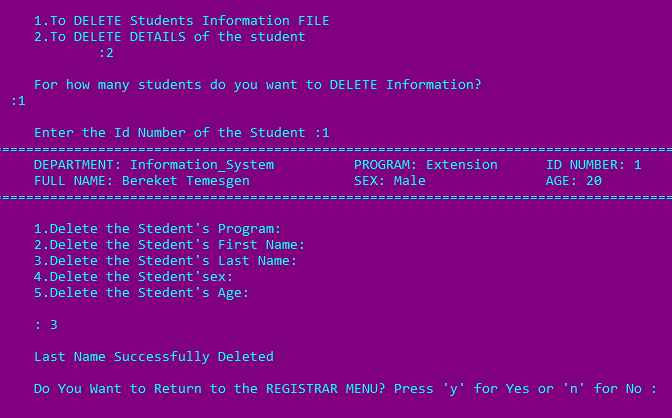 1.To DELETE Students Information FILE
2.To DELETE DETAILS of the student
:2
For how many students do you want to DELETE Information?
:1
Enter the Id Number of the Student :1
====================================================================================
DEPARTMENT: Information_System PROGRAM: Extension ID NUMBER: 1
FULL NAME: Bereket Temesgen SEX: Male AGE: 20
====================================================================================
1.Delete the Stedent's Program:
2.Delete the Stedent's First Name:
3.Delete the Stedent's Last Name:
4.Delete the Stedent'sex:
5.Delete the Stedent's Age:
: 3
Last Name Successfully Deleted
Do You Want to Return to the REGISTRAR MENU? Press 'y' for Yes or 'n' for No :